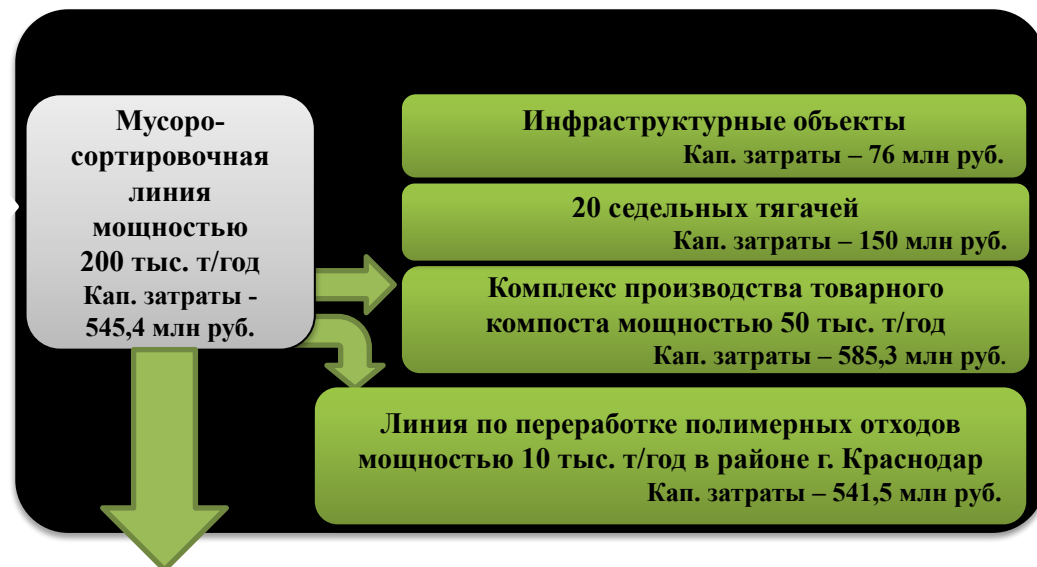 Мусоро-
сортировочная
линия
мощностью
200 тыс. т/год
Кап. затраты -
545,4 млн руб.
Инфраструктурные объекты
Кап. затраты – 76 млн руб.
20 седельных тягачей
Кап. затраты – 150 млн руб.
Комплекс производства товарного
компоста мощностью 50 тыс. т/год
Кап. затраты – 585,3 млн руб.
Линия по переработке полимерных отходов
мощностью 10 тыс. т/год в районе г. Краснодар
Кап. затраты – 541,5 млн руб.